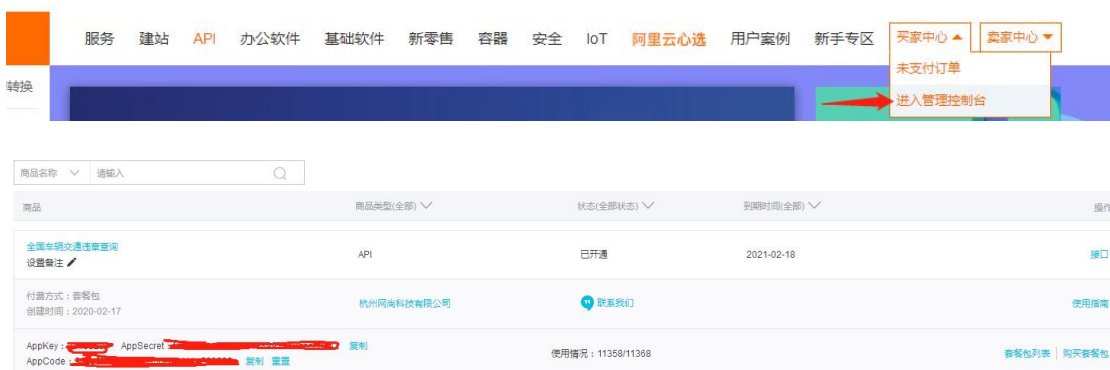 服务 建站 API 办公软件 基础软件 新零售 容器 安全 IoT 阿里云心选 用户案例 新手专区 买家中心 卖家中心
未支付订单
转换
进入管理控制台
商品名称 请输入
商品 商品类型(全部) 状态(全部状态) 到期时间(全部) 操作
全国车辆交通违章查询
设置备注 API 已开通 2021-02-18 接口
付费方式：套餐包
创建时间：2020-02-17 杭州网尚科技有限公司 联系我们 使用指南
AppKey： AppSecret： 复制
AppCode： 复制 重置 使用情况：11358/11368 套餐包列表 购买套餐包